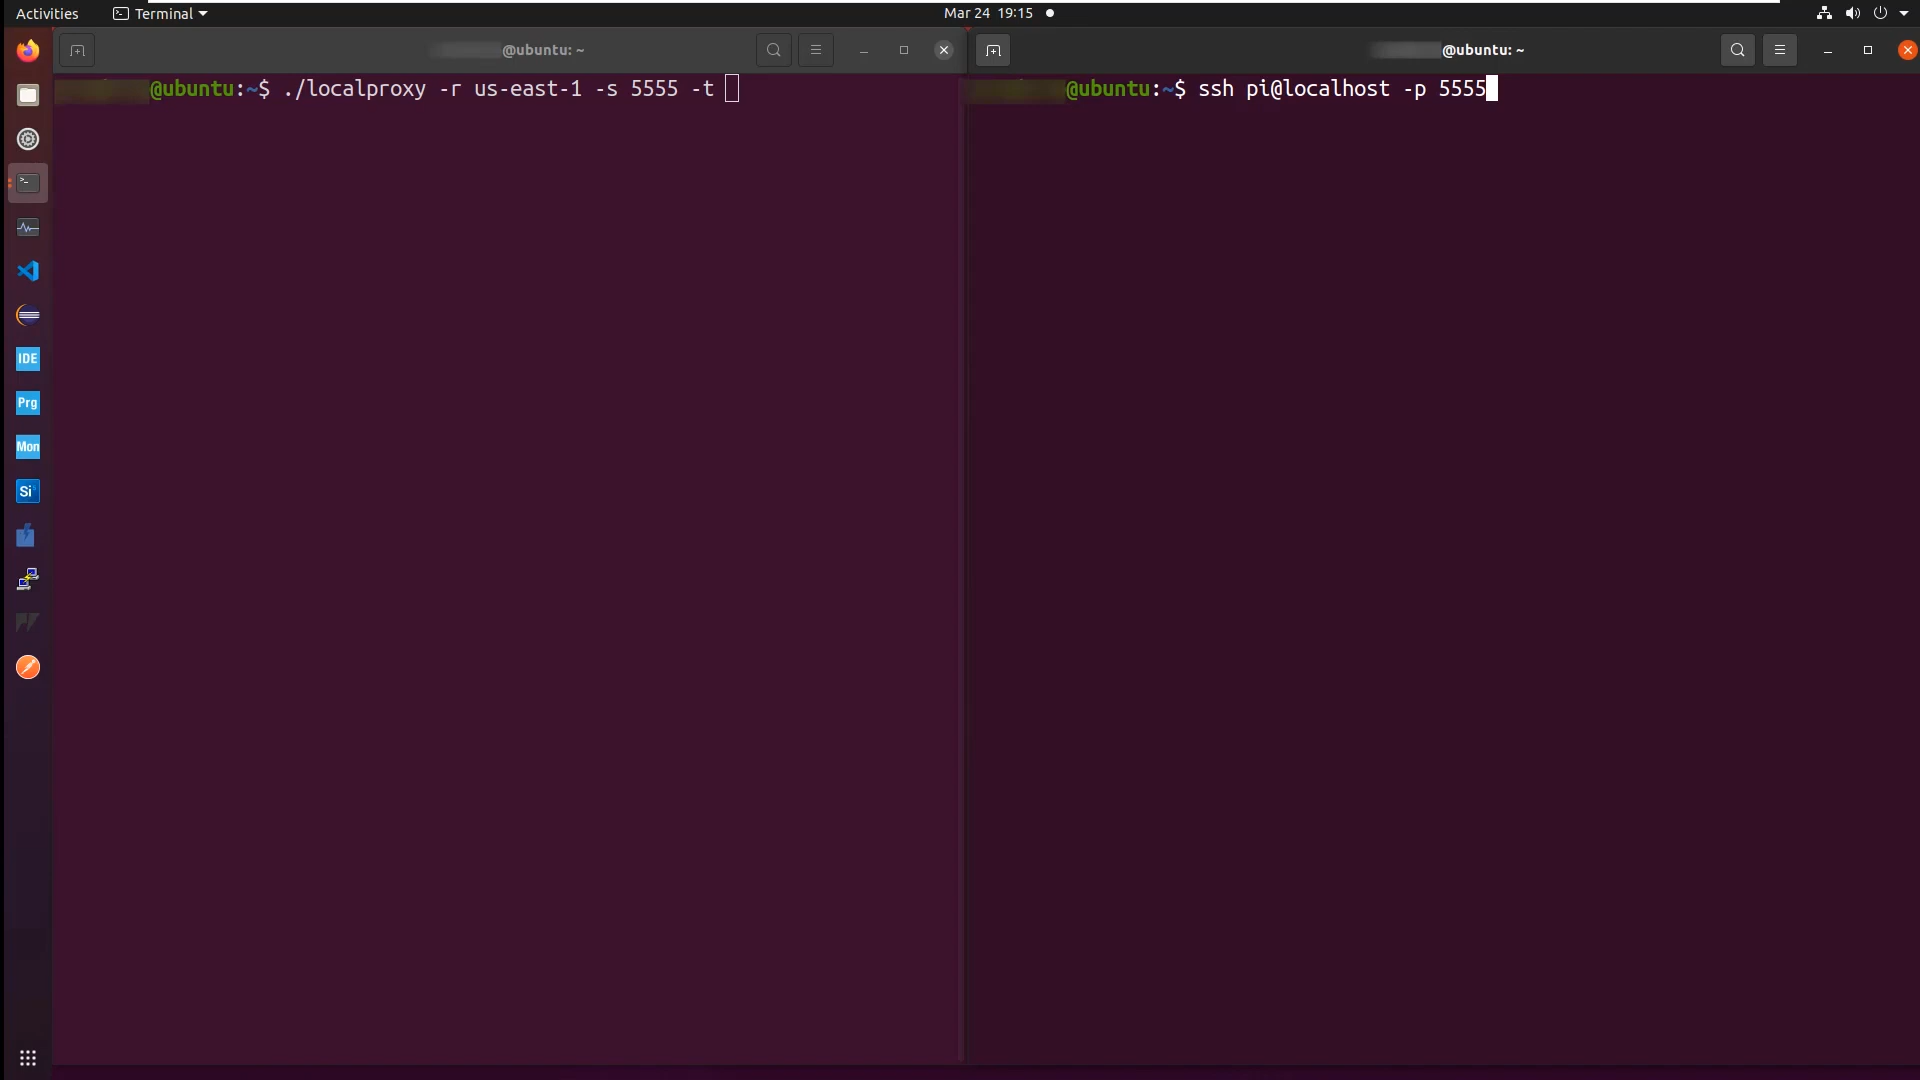 Activities
Terminal
Mar 24 19:15
@ubuntu: ~
@ubuntu: ~
@ubuntu:~$ ./localproxy -r us-east-1 -s 5555 -t
@ubuntu:~$ ssh pi@localhost -p 5555
IDE
Prg
Mon
Si